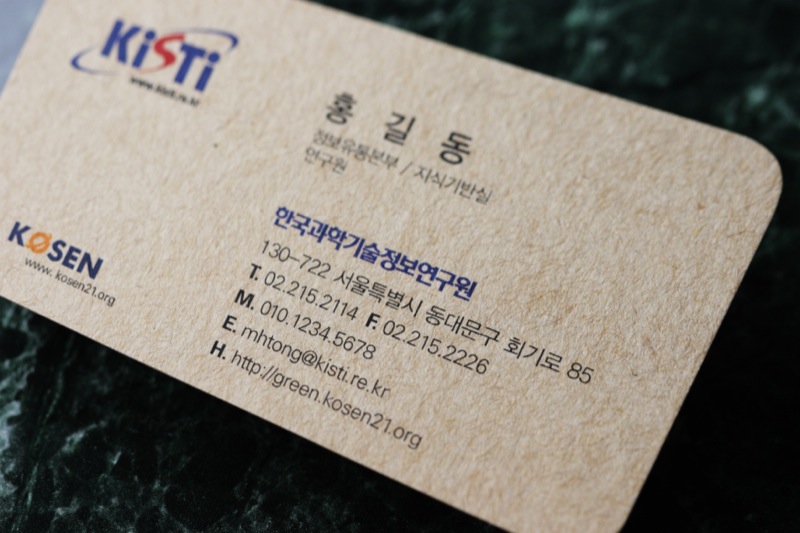 KiSTi
www.kisti.re.kr
홍 길 동
정보유통본부 / 지식기반실
연구원
KOSEN
www. kosen21.org
한국과학기술정보연구원
130-722 서울특별시 동대문구 회기로 85
T. 02.215.2114 F. 02.215.2226
M. 010.1234.5678
E. mhtong@kisti.re.kr
H. http://green.kosen21.org